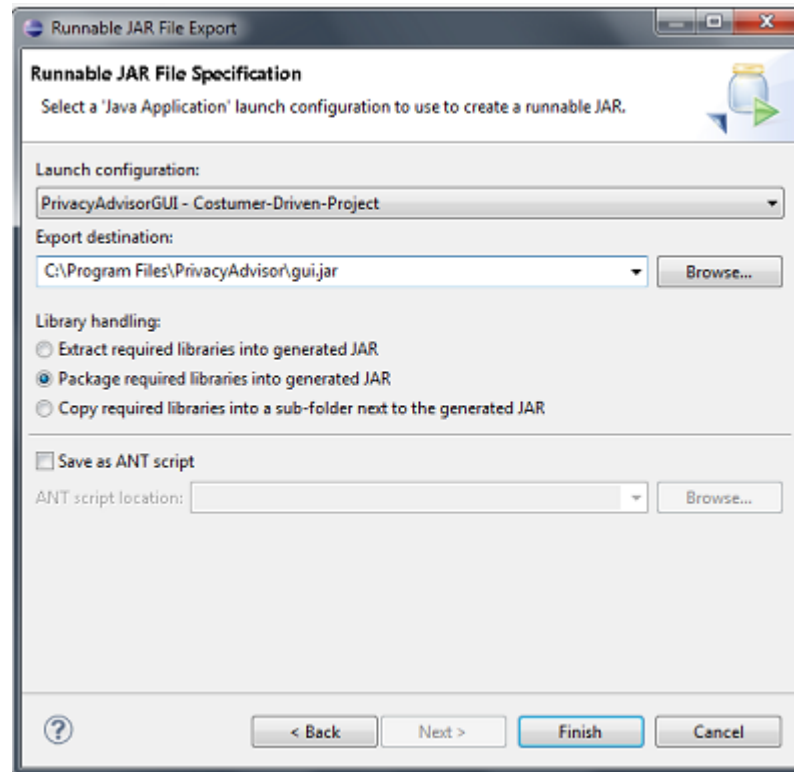 Runnable JAR File Export
Runnable JAR File Specification
Select a 'Java Application' launch configuration to use to create a runnable JAR.
Launch configuration:
PrivacyAdvisorGUI - Costumer-Driven-Project
Export destination:
C:\Program Files\PrivacyAdvisor\gui.jar
Browse...
Library handling:
Extract required libraries into generated JAR
Package required libraries into generated JAR
Copy required libraries into a sub-folder next to the generated JAR
Save as ANT script
ANT script location:
Browse...
?
< Back
Next >
Finish
Cancel